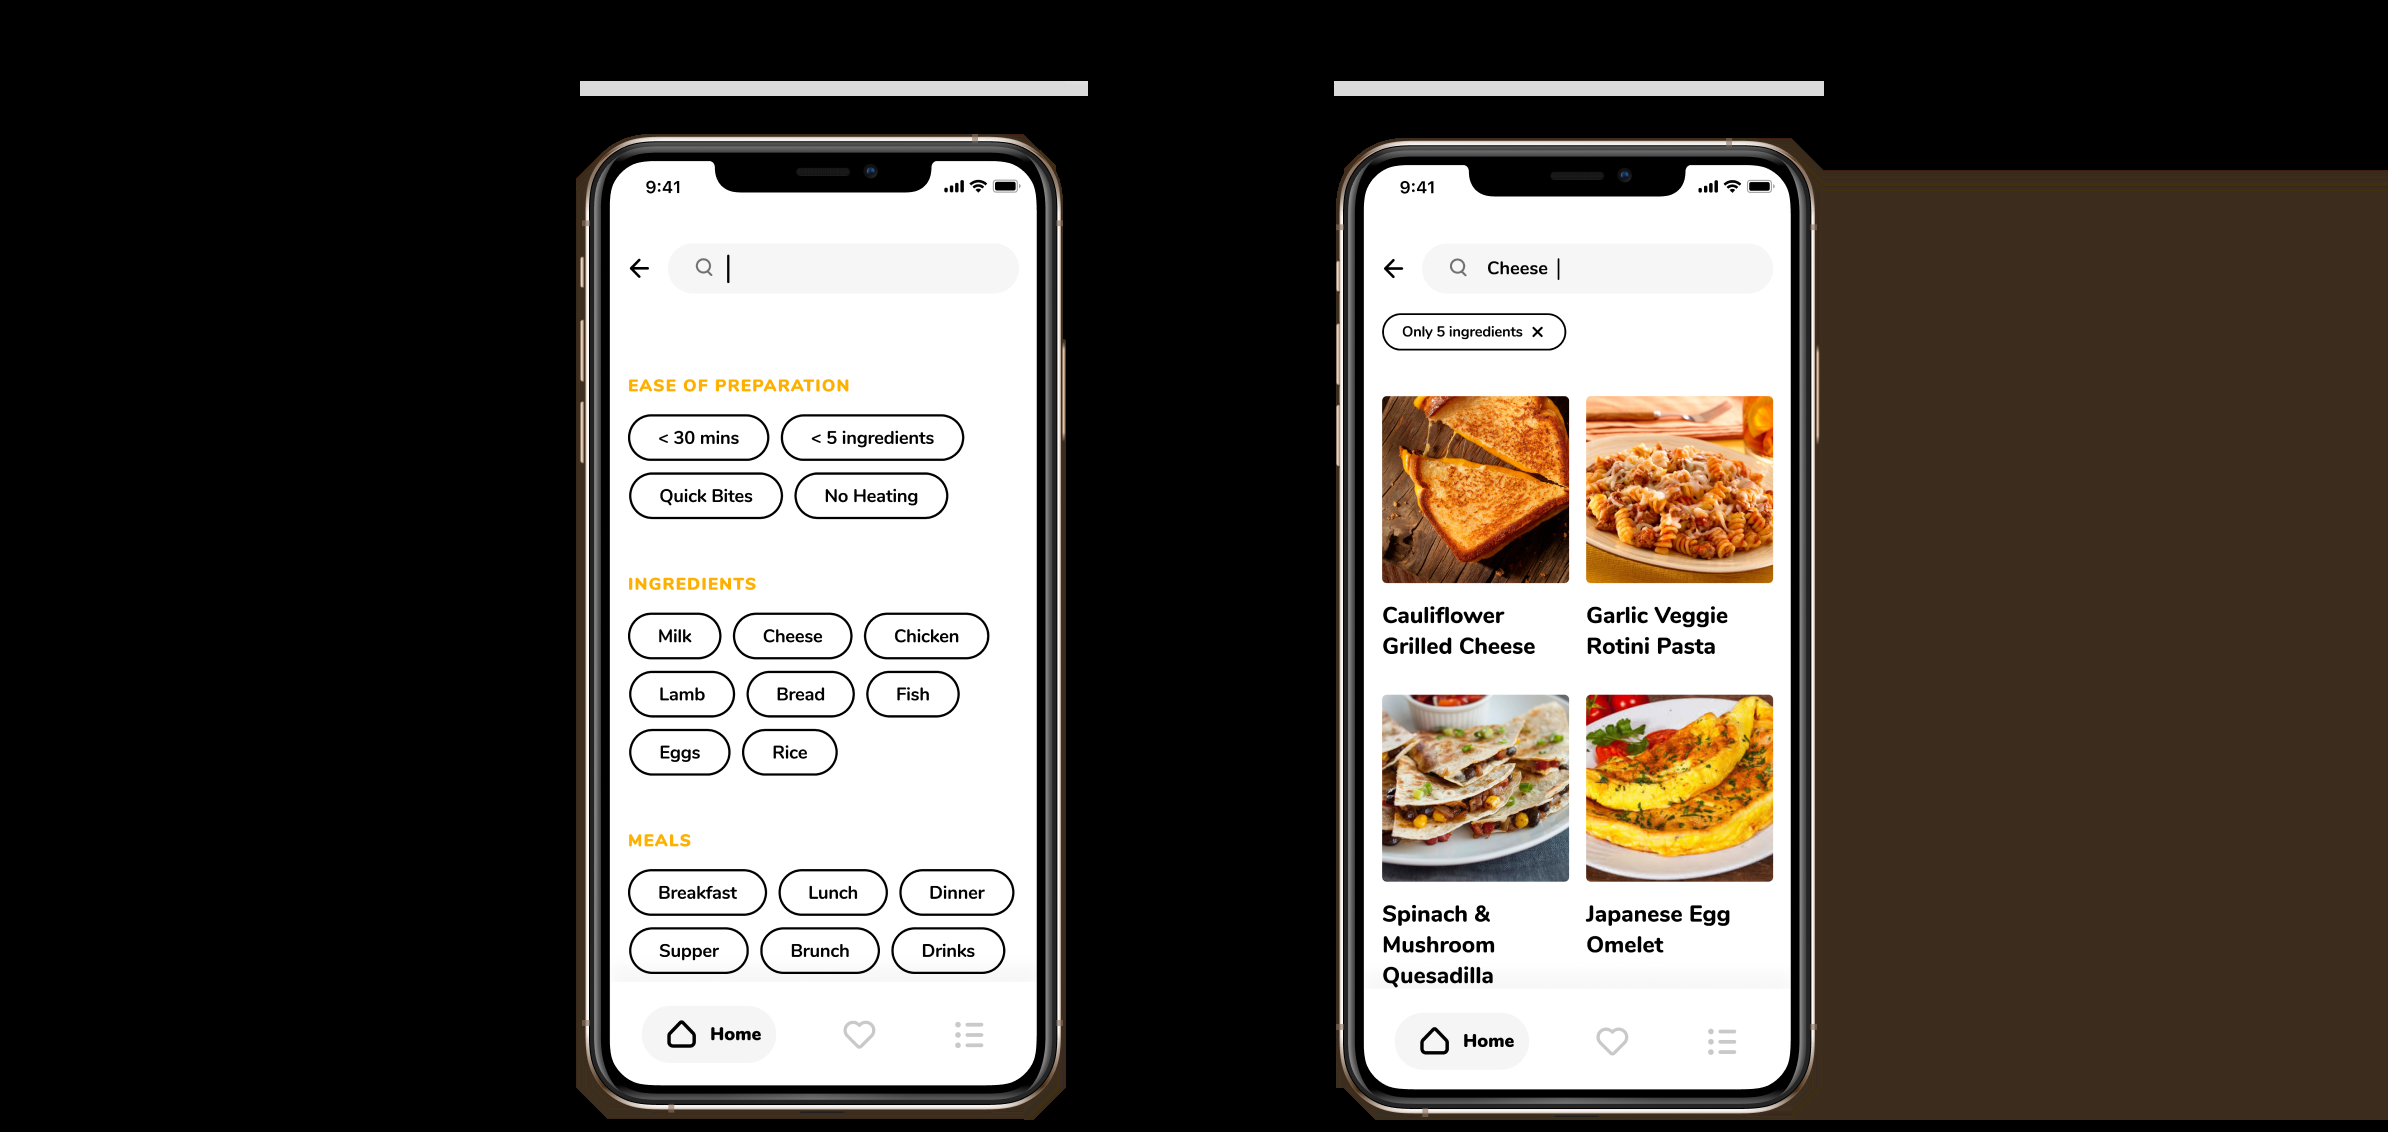 9:41
EASE OF PREPARATION
< 30 mins
< 5 ingredients
Quick Bites
No Heating
INGREDIENTS
Milk
Cheese
Chicken
Lamb
Bread
Fish
Eggs
Rice
MEALS
Breakfast
Lunch
Dinner
Supper
Brunch
Drinks
Home
9:41
Cheese
Only 5 ingredients
Cauliflower
Grilled Cheese
Garlic Veggie
Rotini Pasta
Spinach &
Mushroom
Quesadilla
Japanese Egg
Omelet
Home